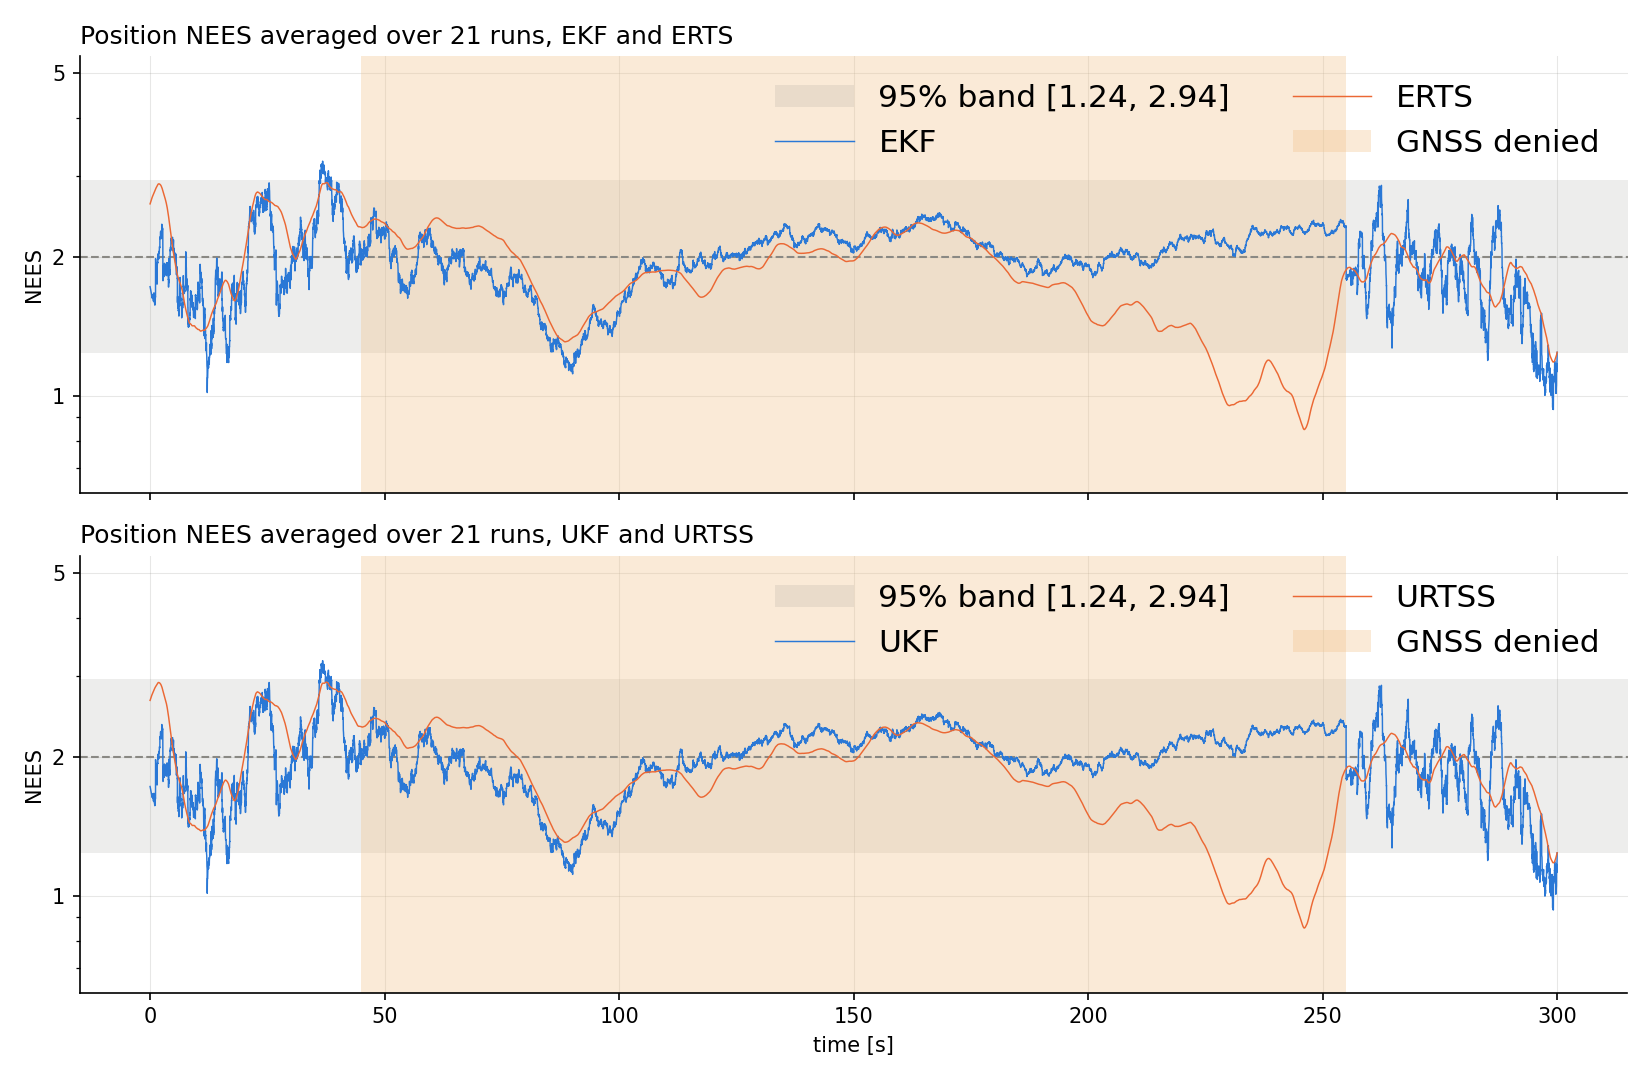 Position NEES averaged over 21 runs, EKF and ERTS
5
2
1
NEES
95% band [1.24, 2.94]
EKF
ERTS
GNSS denied
Position NEES averaged over 21 runs, UKF and URTSS
5
2
1
NEES
95% band [1.24, 2.94]
UKF
URTSS
GNSS denied
0 50 100 150 200 250 300
time [s]